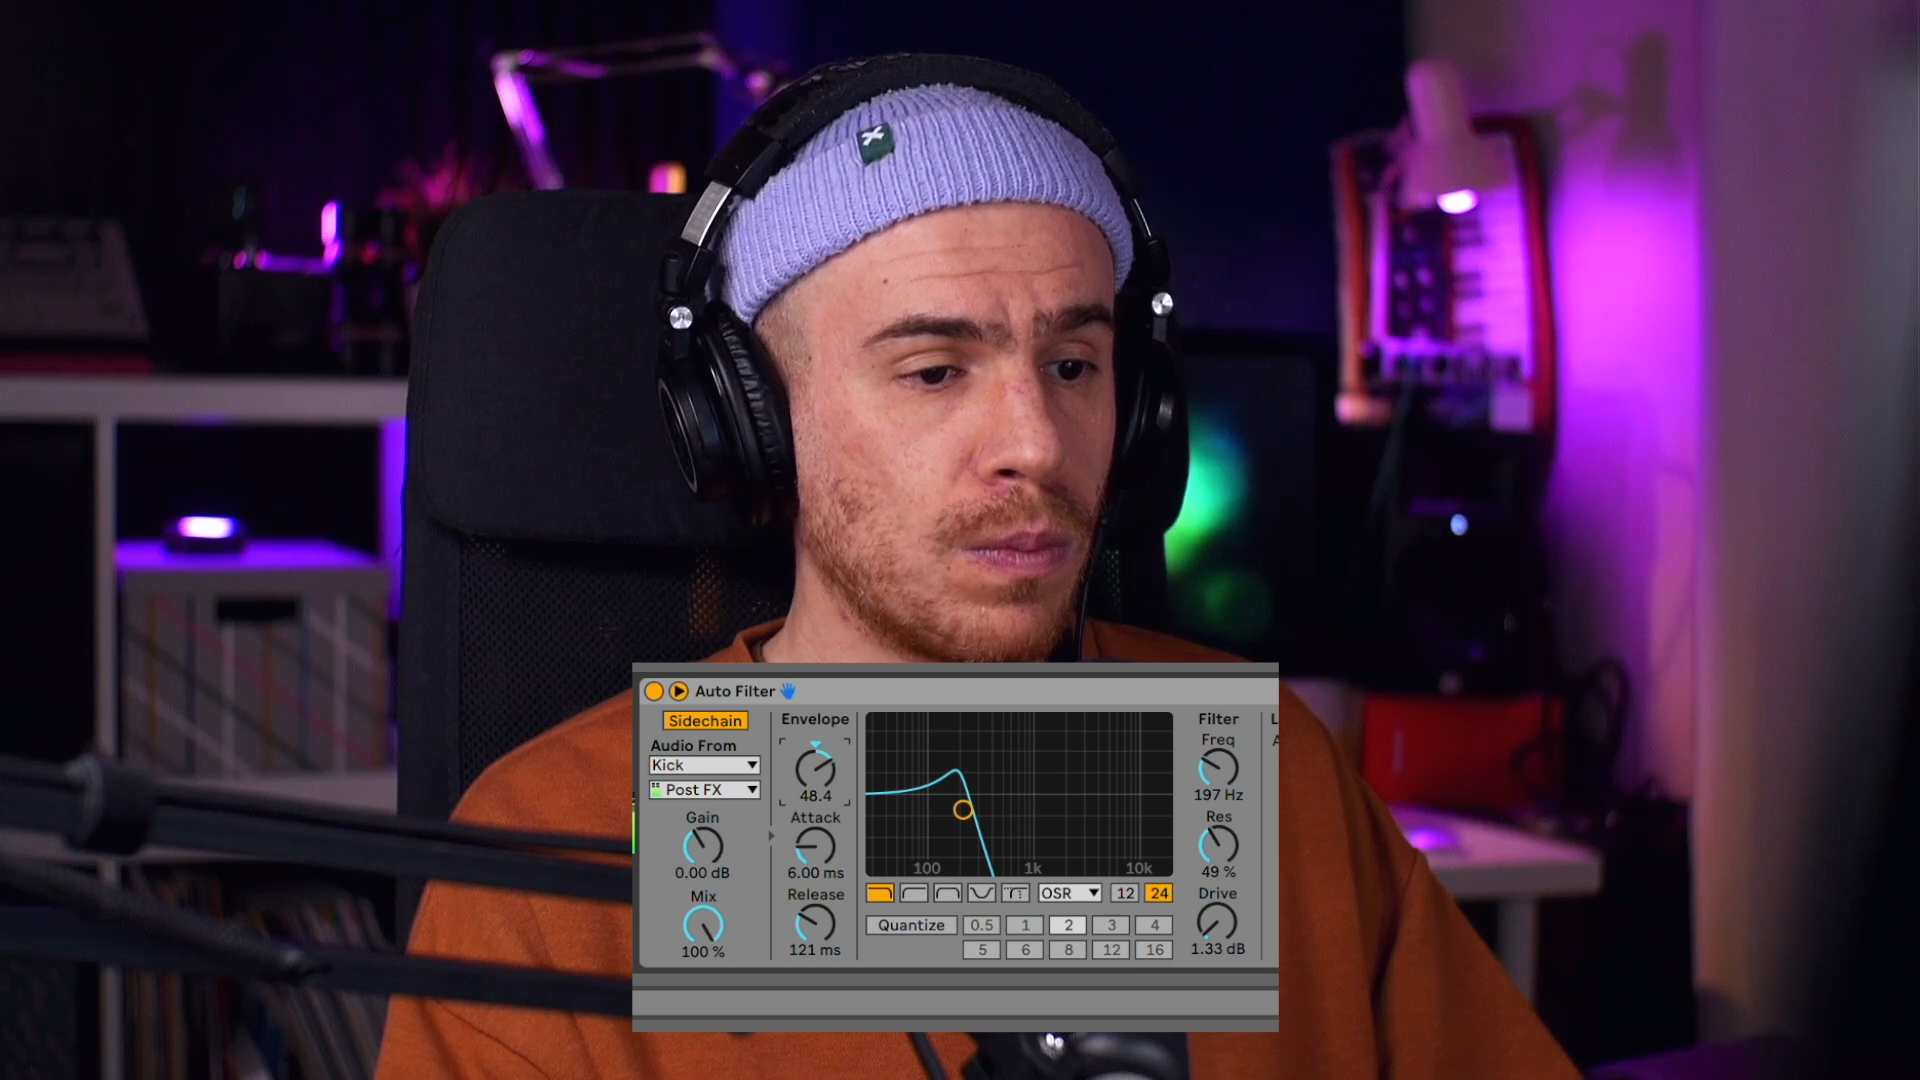 Auto Filter
Sidechain
Audio From
Kick
Post FX
Gain
0.00 dB
Mix
100 %
Envelope
48.4
Attack
6.00 ms
Release
121 ms
100 1k 10k
OSR 12 24
Quantize 0.5 1 2 3 4
5 6 8 12 16
Filter
Freq
197 Hz
Res
49 %
Drive
1.33 dB